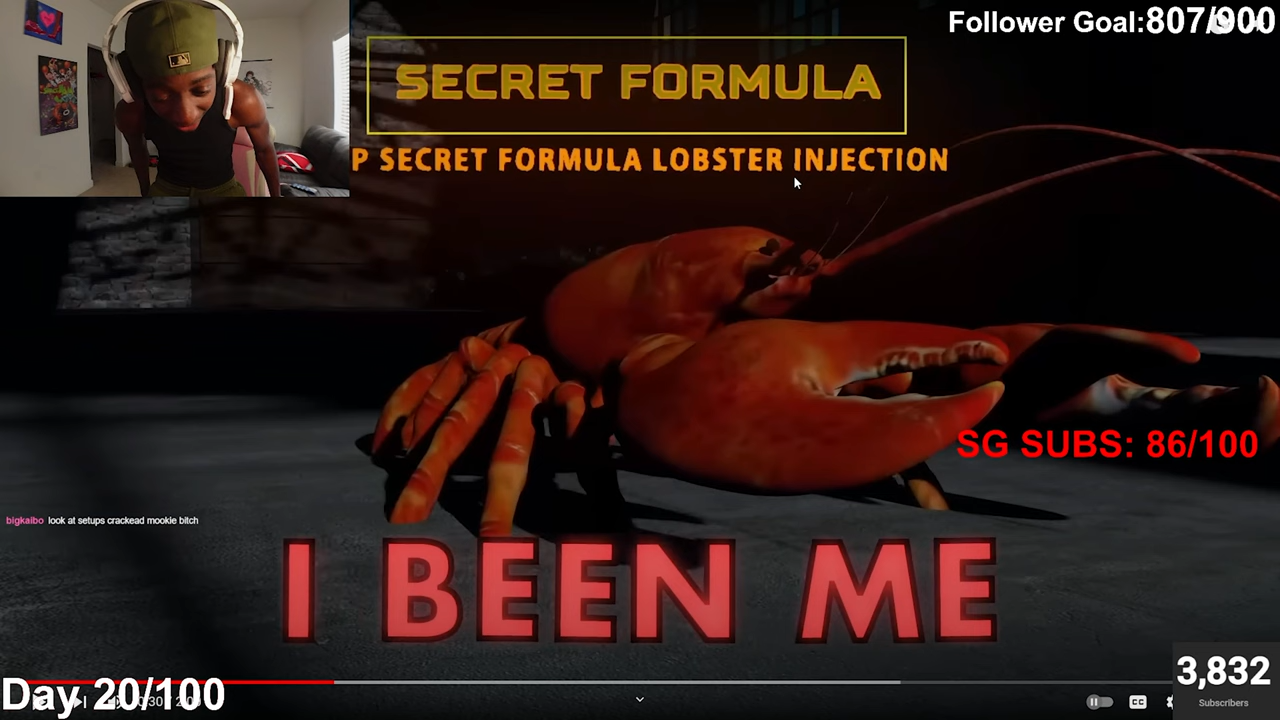 Follower Goal:807/900
SECRET FORMULA
P SECRET FORMULA LOBSTER INJECTION
SG SUBS: 86/100
bigkaibo look at setups crackead mookie bitch
I BEEN ME
3,832
Subscribers
Day 20/100
CC